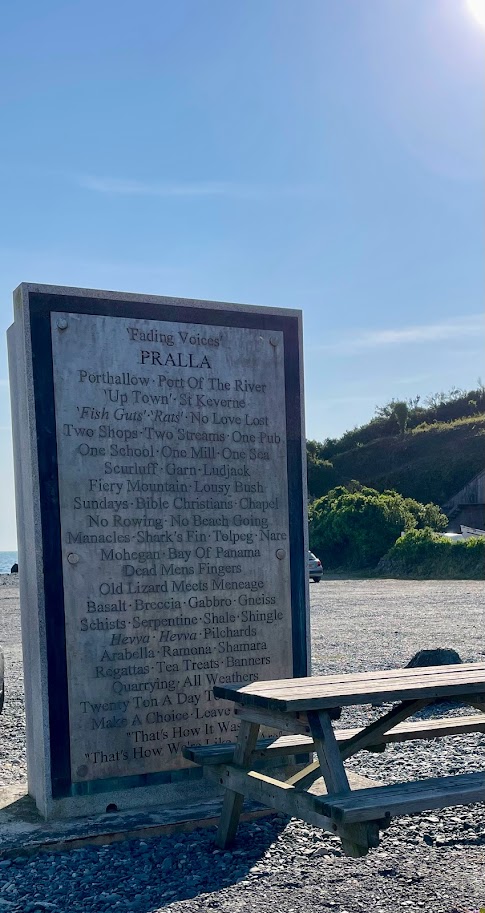 'Fading Voices'
PRALLA
Porthallow · Port Of The River
'Up Town' · St Keverne
'Fish Guts' · 'Rats' · No Love Lost
Two Shops · Two Streams · One Pub
One School · One Mill · One Sea
Scurluff · Garn · Ludjack
Fiery Mountain · Lousy Bush
Sundays · Bible Christians · Chapel
No Rowing · No Beach Going
Manacles · Shark's Fin · Tolpeg · Nare
Mohegan · Bay Of Panama
Dead Mens Fingers
Old Lizard Meets Meneage
Basalt · Breccia · Gabbro · Gneiss
Schists · Serpentine · Shale · Shingle
Hevva · Hevva · Pilchards
Arabella · Ramona · Shamara
Regattas · Tea Treats · Banners
Quarrying · All Weathers
Twenty Ton A Day
Make A Choice · Leave
"That's How It
"That's How